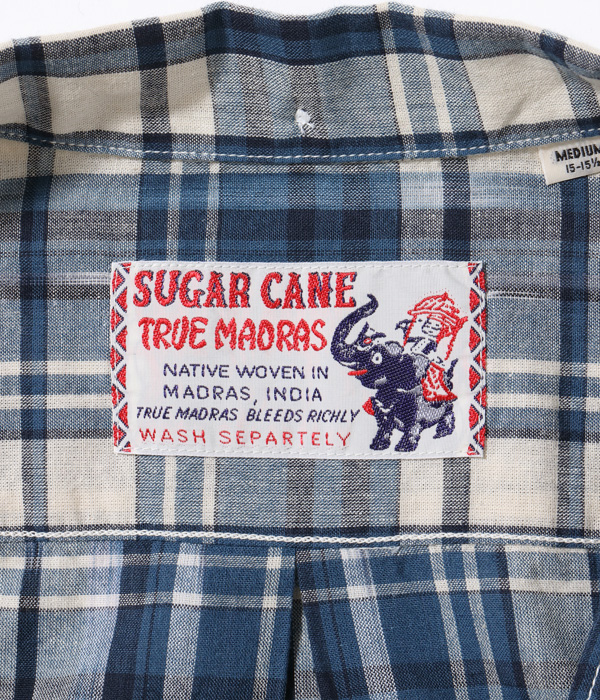 MEDIUM
15-15½
SUGAR CANE
TRUE MADRAS
NATIVE WOVEN IN
MADRAS, INDIA
TRUE MADRAS BLEEDS RICHLY
WASH SEPARTELY